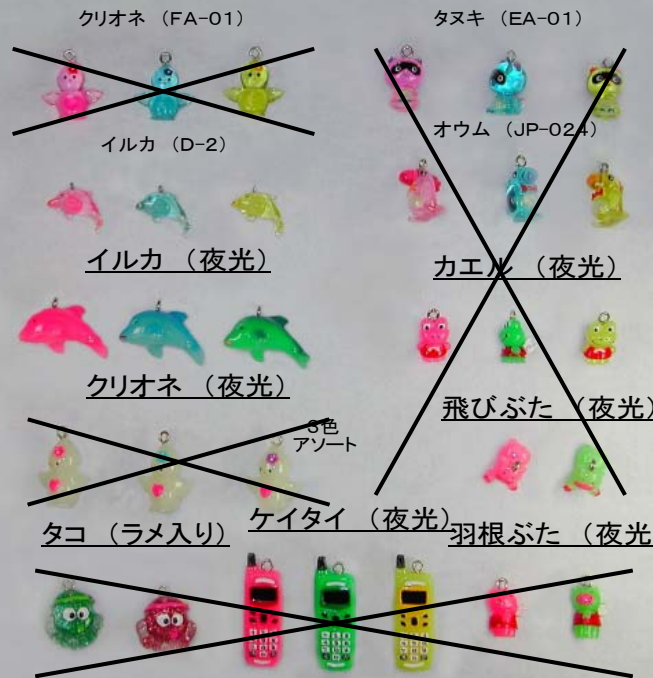 クリオネ （FA-01）
タヌキ （EA-01）
イルカ （D-2）
オウム （JP-024）
イルカ （夜光）
カエル （夜光）
クリオネ （夜光）
飛びぶた （夜光）
3色
アソート
タコ （ラメ入り）
ケイタイ （夜光）
羽根ぶた （夜光